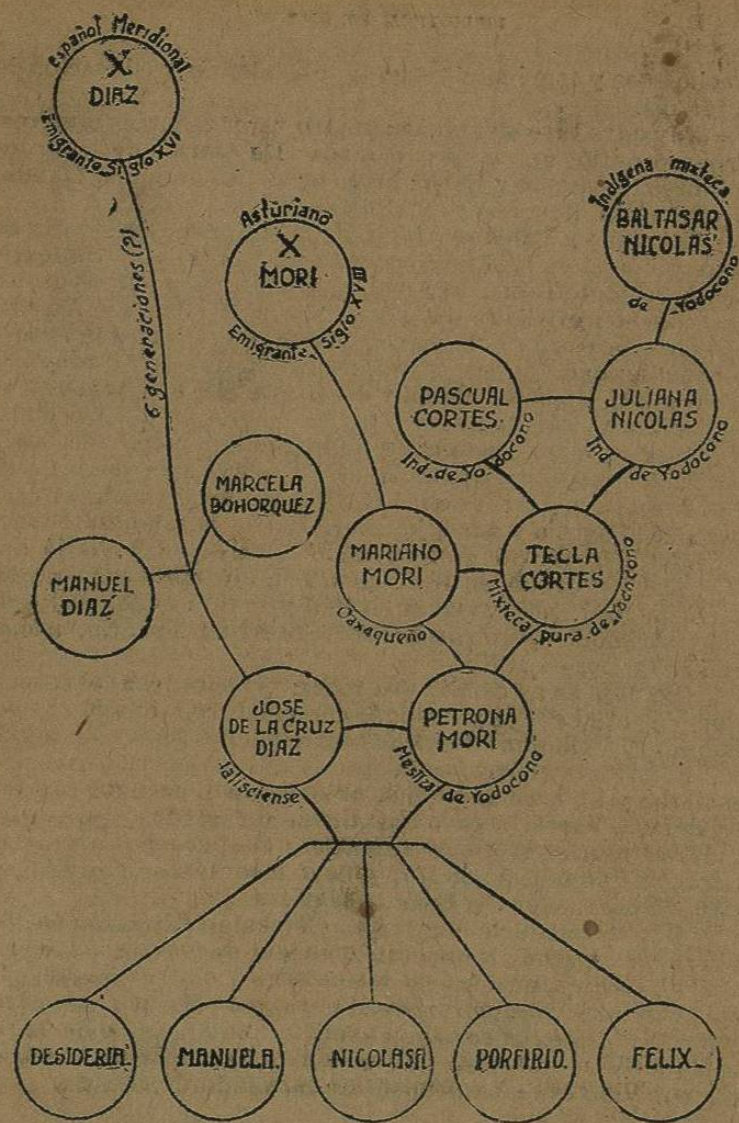 Español Meridional
X
DIAZ
Emigrante Siglo XVI
6 generaciones (?)
Asturiano
X
MORI
Emigrante Siglo XVIII
Indígena mixteca
BALTASAR
NICOLAS
de Yodocono
PASCUAL
CORTES.
Ind. de Yodocono
JULIANA
NICOLAS
Ind. de Yodocono
MARCELA
BOHORQUEZ
MANUEL
DIAZ
MARIANO
MORI
Oaxaqueño
TECLA
CORTES
Mixteca pura de Yodocono
JOSE
DE LA CRUZ
DIAZ
Jalisciense
PETRONA
MORI
Mestiza de Yodocono
DESIDERIA.
MANUELA.
NICOLASA
PORFIRIO.
FELIX_